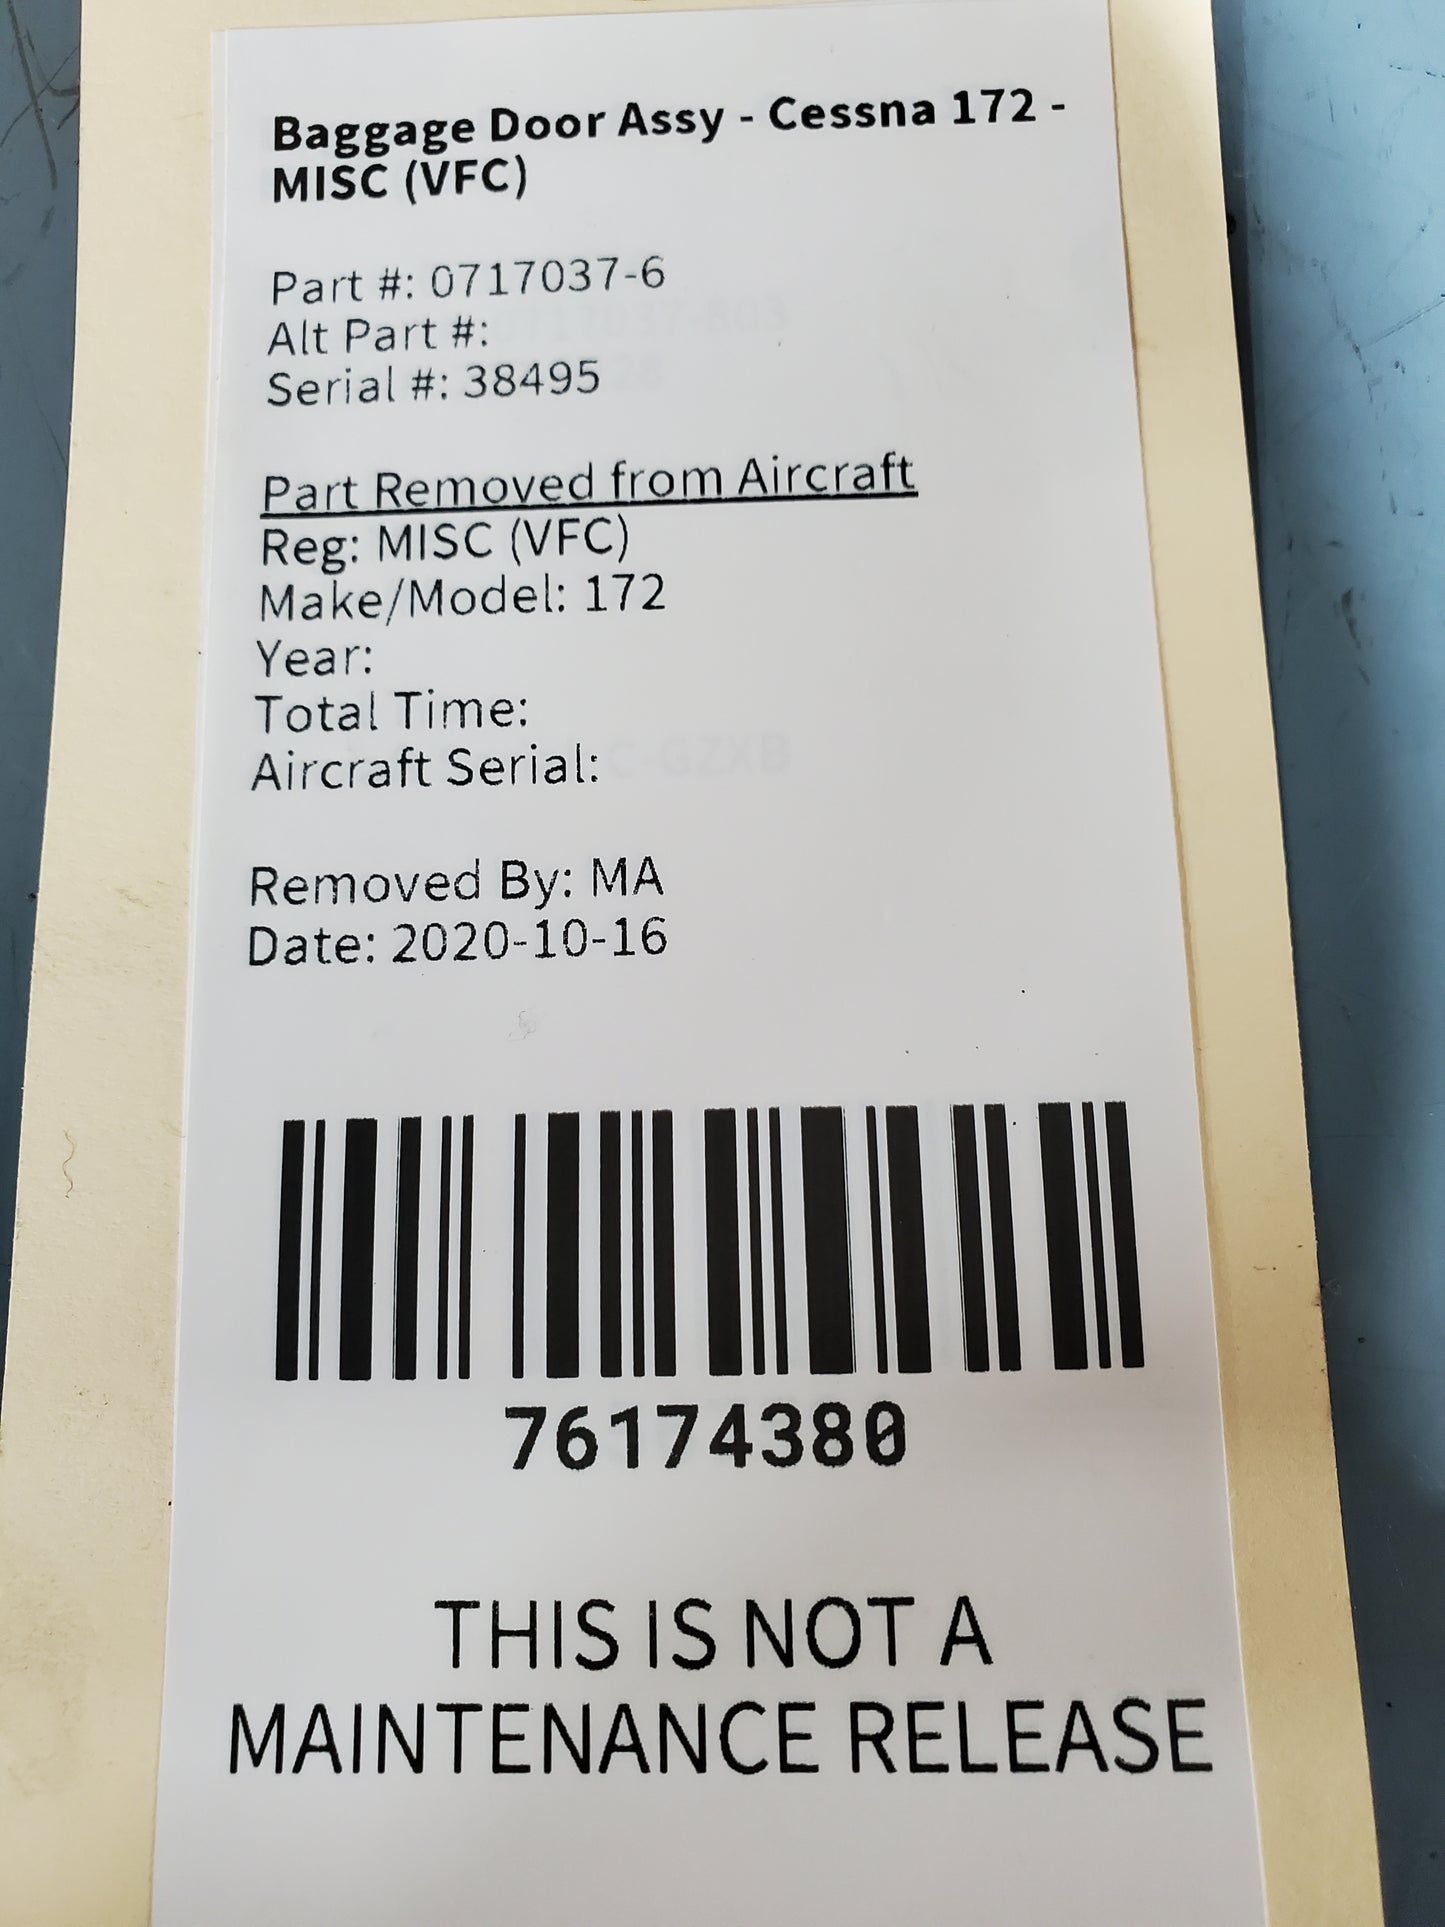 Baggage Door Assy - Cessna 172 -
MISC (VFC)
Part #: 0717037-6
Alt Part #:
Serial #: 38495
Part Removed from Aircraft
Reg: MISC (VFC)
Make/Model: 172
Year:
Total Time:
Aircraft Serial:
Removed By: MA
Date: 2020-10-16
76174380
THIS IS NOT A
MAINTENANCE RELEASE